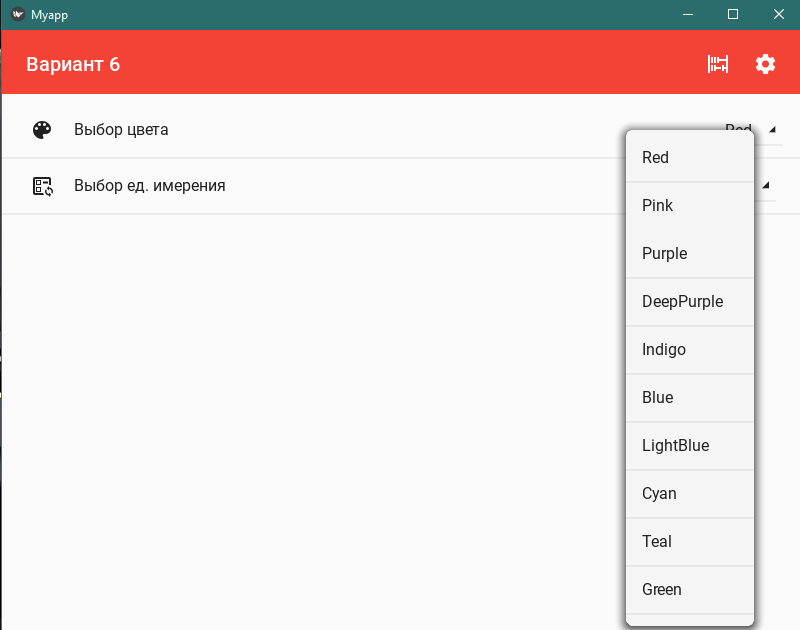 Myapp
Вариант 6
Выбор цвета
Red
Выбор ед. имерения
Red
Pink
Purple
DeepPurple
Indigo
Blue
LightBlue
Cyan
Teal
Green